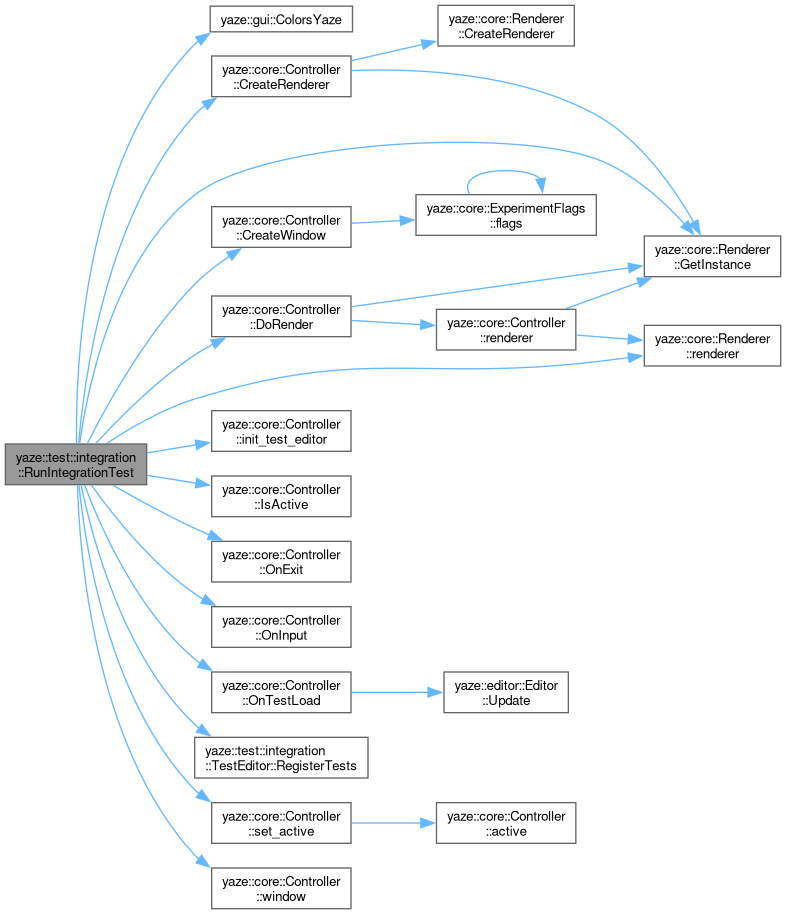 yaze::gui::ColorsYaze
yaze::core::Renderer
::CreateRenderer
yaze::core::Controller
::CreateRenderer
yaze::core::Controller
::CreateWindow
yaze::core::ExperimentFlags
::flags
yaze::core::Renderer
::GetInstance
yaze::core::Controller
::DoRender
yaze::core::Controller
::renderer
yaze::core::Renderer
::renderer
yaze::test::integration
::RunIntegrationTest
yaze::core::Controller
::init_test_editor
yaze::core::Controller
::IsActive
yaze::core::Controller
::OnExit
yaze::core::Controller
::OnInput
yaze::core::Controller
::OnTestLoad
yaze::editor::Editor
::Update
yaze::test::integration
::TestEditor::RegisterTests
yaze::core::Controller
::set_active
yaze::core::Controller
::active
yaze::core::Controller
::window